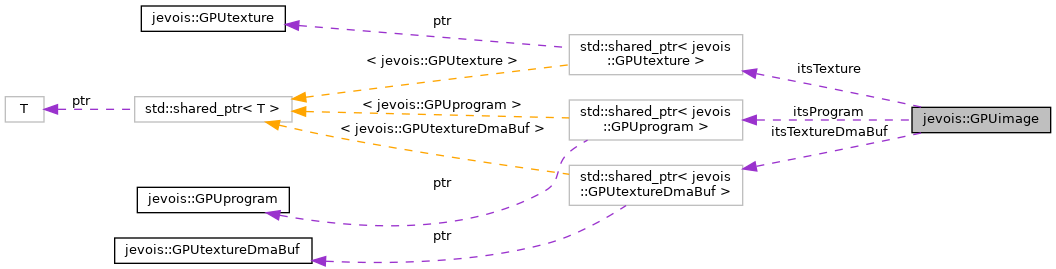 jevois::GPUtexture
ptr
std::shared_ptr< jevois
::GPUtexture >
< jevois::GPUtexture >
itsTexture
T
ptr
std::shared_ptr< T >
< jevois::GPUprogram >
std::shared_ptr< jevois
::GPUprogram >
itsProgram
jevois::GPUimage
< jevois::GPUtextureDmaBuf >
itsTextureDmaBuf
std::shared_ptr< jevois
::GPUtextureDmaBuf >
ptr
jevois::GPUprogram
ptr
jevois::GPUtextureDmaBuf